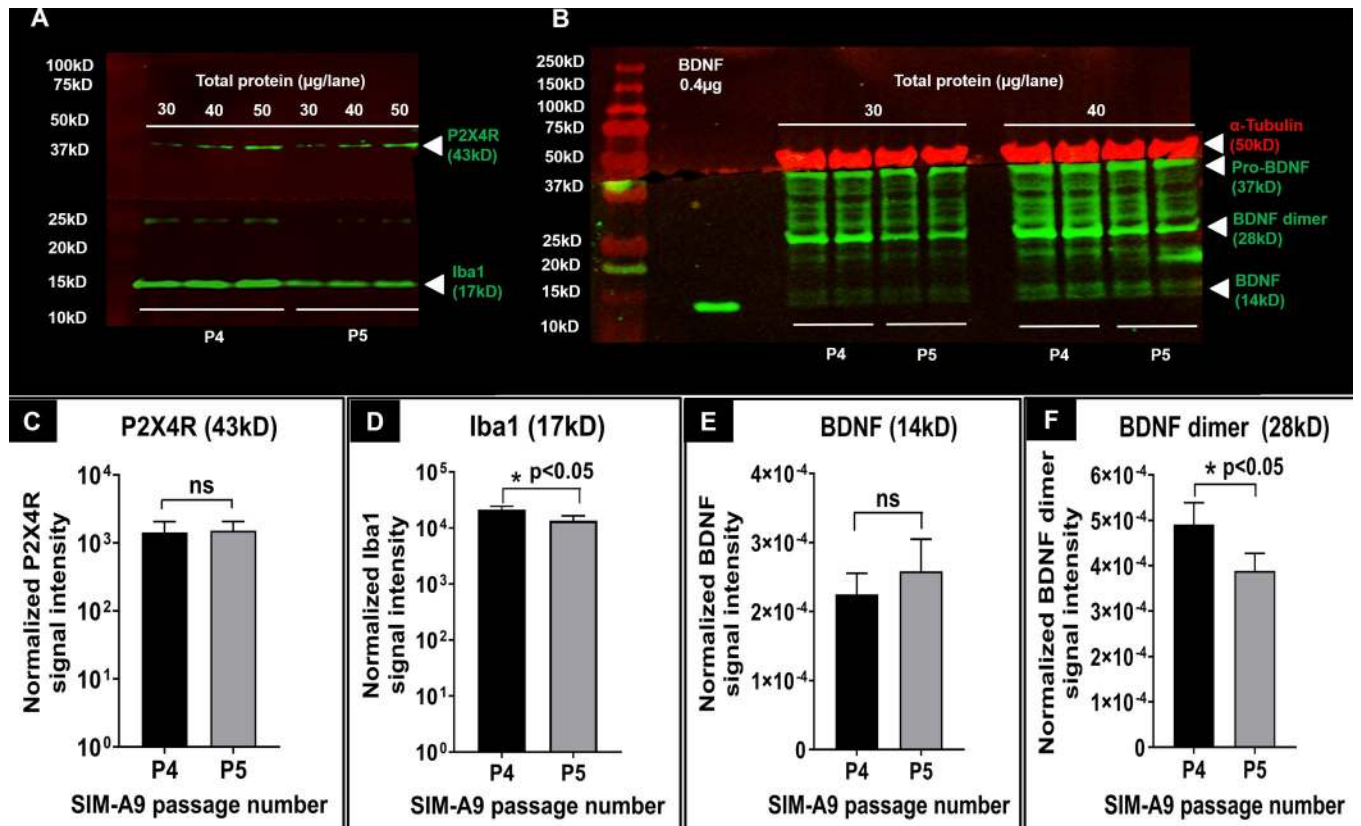 A
100kD
75kD
50kD
37kD
25kD
20kD
15kD
10kD
Total protein (µg/lane)
30 40 50 30 40 50
P2X4R
(43kD)
Iba1
(17kD)
P4 P5
B
250kD
150kD
100kD
75kD
50kD
37kD
25kD
20kD
15kD
10kD
BDNF
0.4µg
Total protein (µg/lane)
30 40
α-Tubulin
(50kD)
Pro-BDNF
(37kD)
BDNF dimer
(28kD)
BDNF
(14kD)
P4 P5 P4 P5
C
P2X4R (43kD)
Normalized P2X4R
signal intensity
10⁴
10³
10²
10¹
10⁰
ns
P4 P5
SIM-A9 passage number
D
Iba1 (17kD)
Normalized Iba1
signal intensity
10⁵
10⁴
10³
10²
10¹
10⁰
* p<0.05
P4 P5
SIM-A9 passage number
E
BDNF (14kD)
Normalized BDNF
signal intensity
4×10⁻⁴
3×10⁻⁴
2×10⁻⁴
1×10⁻⁴
0
ns
P4 P5
SIM-A9 passage number
F
BDNF dimer (28kD)
Normalized BDNF dimer
signal intensity
6×10⁻⁴
5×10⁻⁴
4×10⁻⁴
3×10⁻⁴
2×10⁻⁴
1×10⁻⁴
0
* p<0.05
P4 P5
SIM-A9 passage number